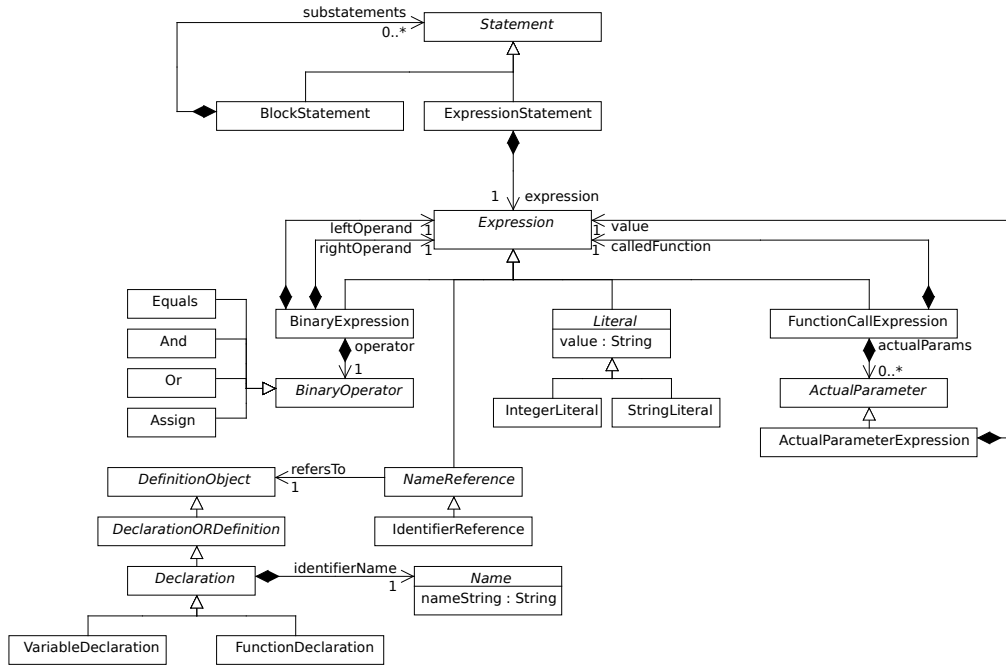 substatements
0..*
Statement
BlockStatement
ExpressionStatement
1
expression
Expression
leftOperand
1
rightOperand
1
1
value
1
calledFunction
Equals
And
Or
Assign
BinaryExpression
operator
1
BinaryOperator
Literal
value : String
IntegerLiteral
StringLiteral
FunctionCallExpression
actualParams
0..*
ActualParameter
ActualParameterExpression
DefinitionObject
refersTo
1
NameReference
DeclarationORDefinition
IdentifierReference
Declaration
identifierName
1
Name
nameString : String
VariableDeclaration
FunctionDeclaration